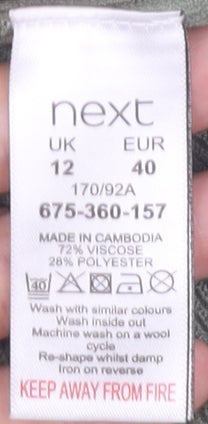 next
UK EUR
12 40
170/92A
675-360-157
MADE IN CAMBODIA
72% VISCOSE
28% POLYESTER
40
Wash with similar colours
Wash inside out
Machine wash on a wool
cycle
Re-shape whilst damp
Iron on reverse
KEEP AWAY FROM FIRE